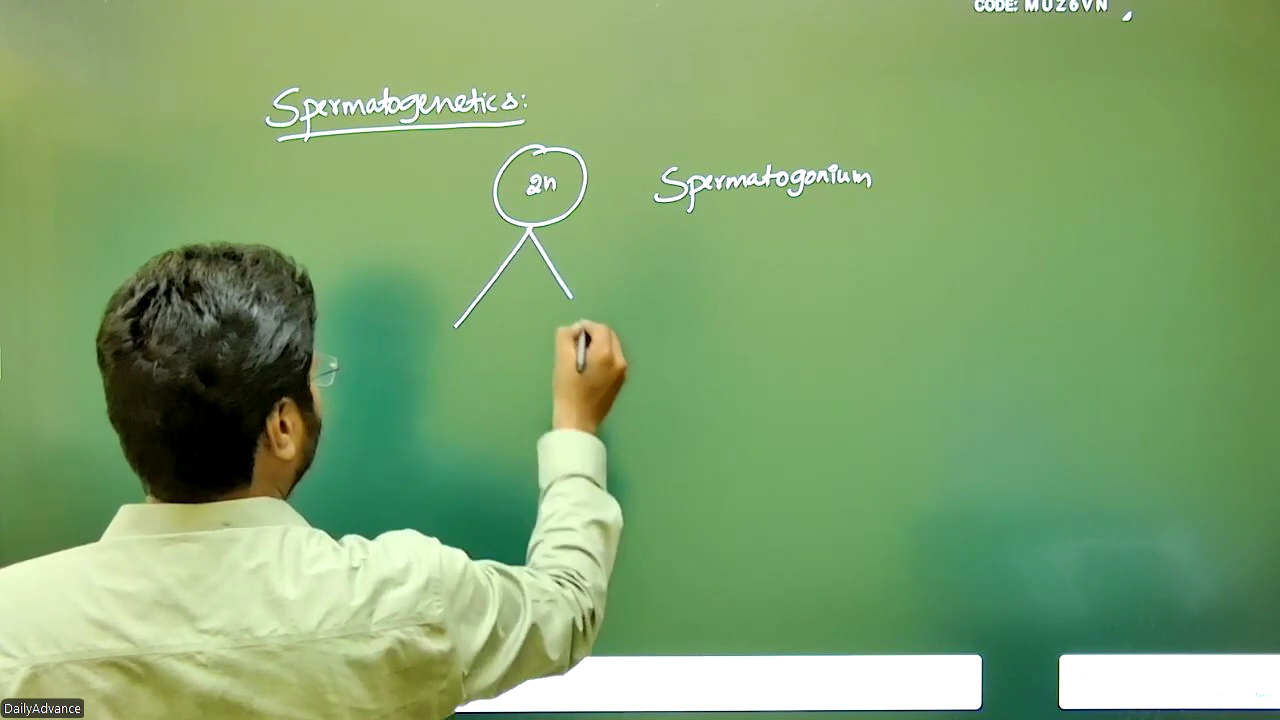 CODE: MUZ6VN
Spermatogenetics:
2n
Spermatogonium
DailyAdvance